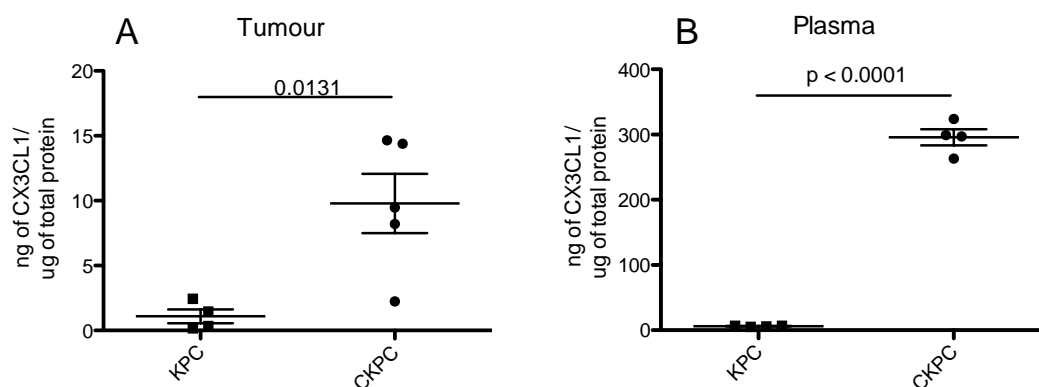 A
Tumour
20
15
10
5
0
0.0131
ng of CX3CL1/
ug of total protein
KPC
CKPC
B
Plasma
400
300
200
100
0
p < 0.0001
ng of CX3CL1/
ug of total protein
KPC
CKPC